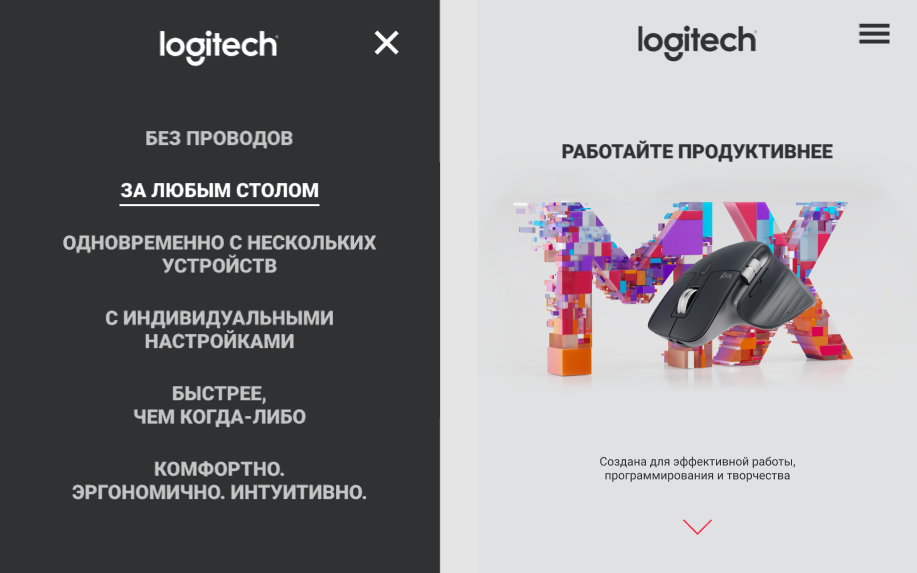 logitech
БЕЗ ПРОВОДОВ
ЗА ЛЮБЫМ СТОЛОМ
ОДНОВРЕМЕННО С НЕСКОЛЬКИХ
УСТРОЙСТВ
С ИНДИВИДУАЛЬНЫМИ
НАСТРОЙКАМИ
БЫСТРЕЕ,
ЧЕМ КОГДА-ЛИБО
КОМФОРТНО.
ЭРГОНОМИЧНО. ИНТУИТИВНО.
logitech
РАБОТАЙТЕ ПРОДУКТИВНЕЕ
MX
logi
Создана для эффективной работы,
программирования и творчества